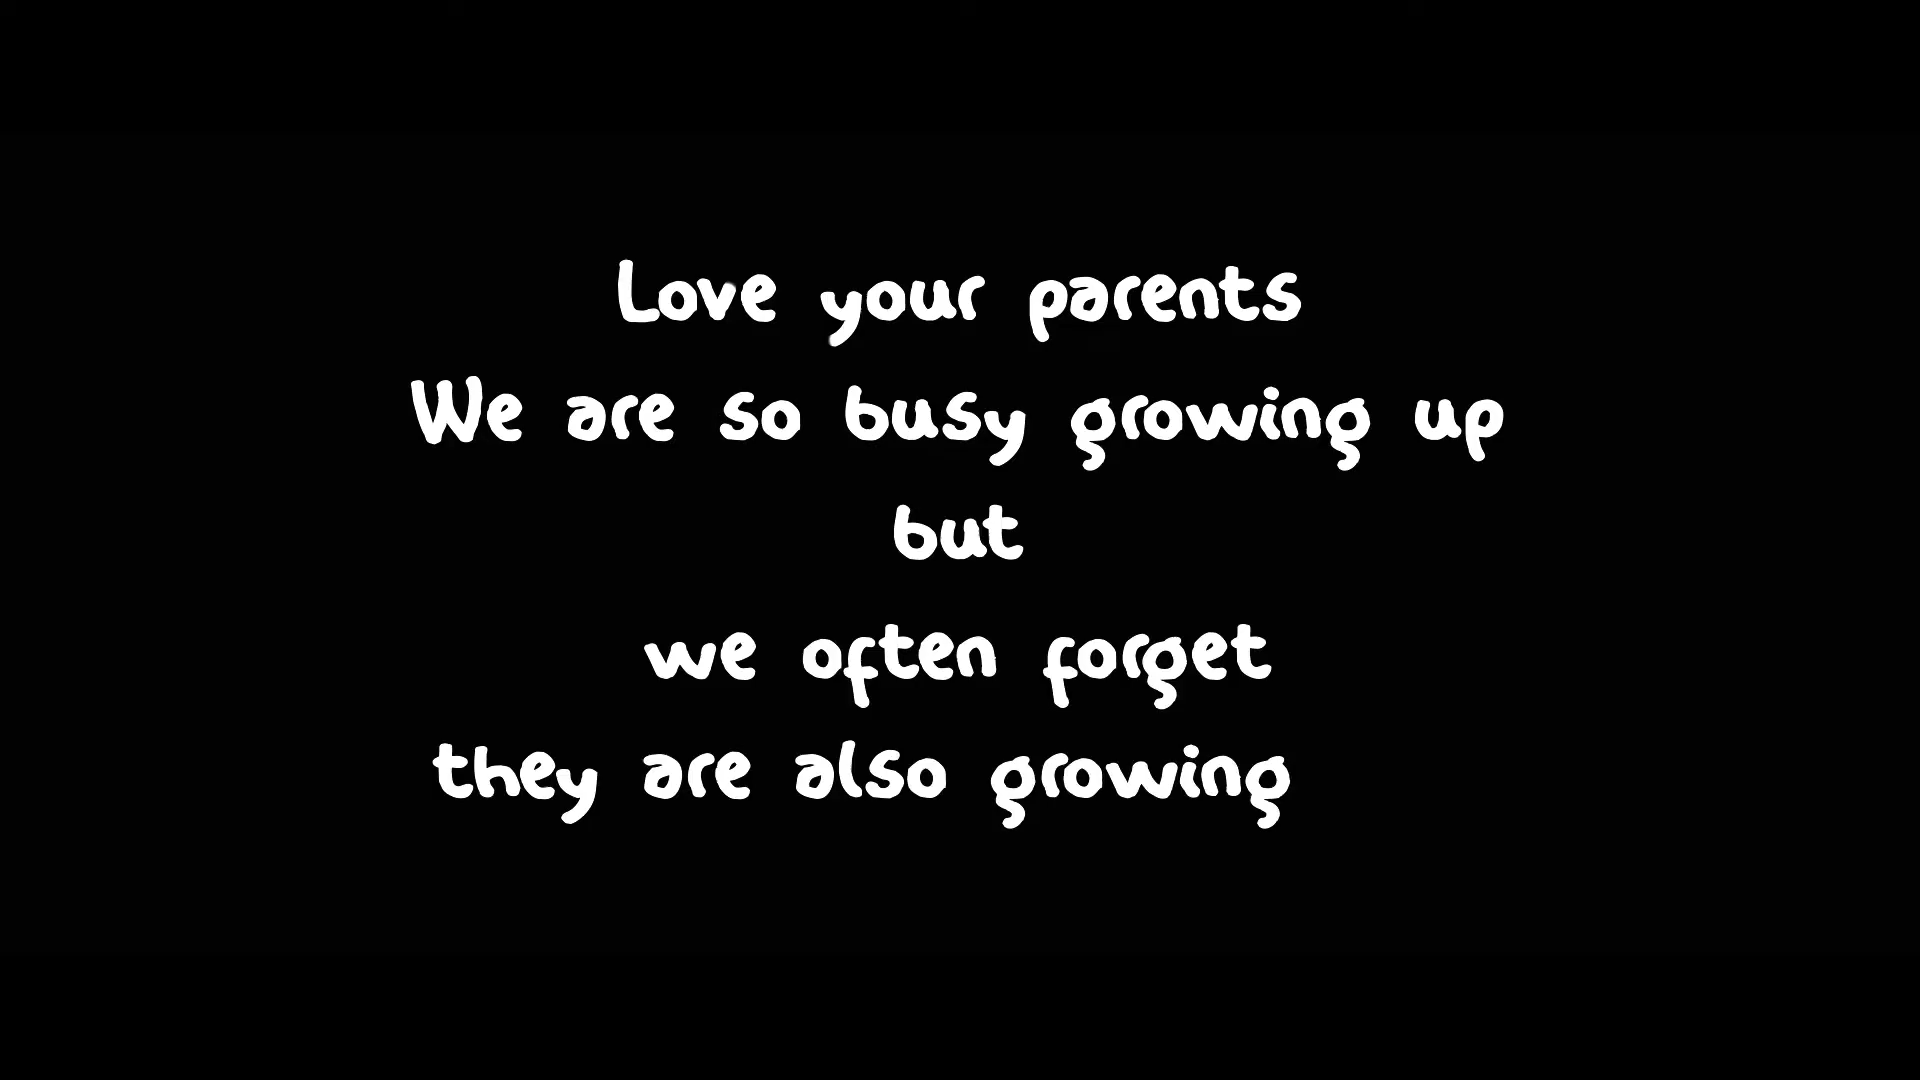 Love your parents
We are so busy growing up
but
we often forget
they are also growing